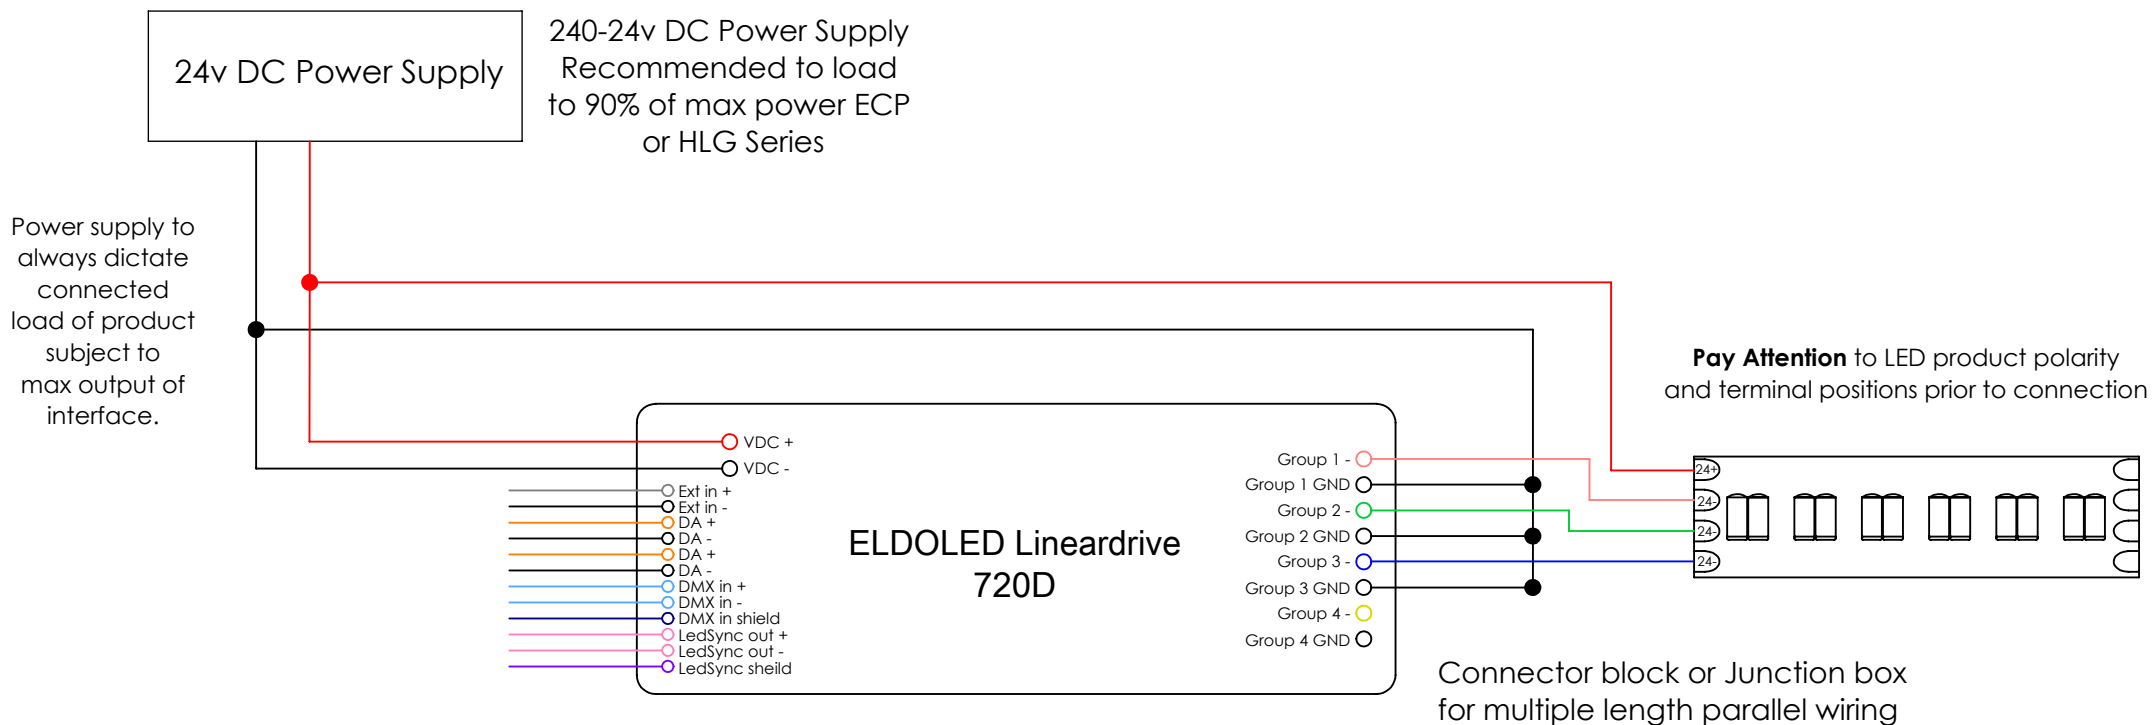 24v DC Power Supply
240-24v DC Power Supply
Recommended to load
to 90% of max power ECP
or HLG Series
Power supply to
always dictate
connected
load of product
subject to
max output of
interface.
Pay Attention to LED product polarity
and terminal positions prior to connection
VDC +
VDC -
Ext in +
Ext in -
DA +
DA -
DA +
DA -
DMX in +
DMX in -
DMX in shield
LedSync out +
LedSync out -
LedSync sheild
ELDOLED Lineardrive
720D
Group 1 -
Group 1 GND
Group 2 -
Group 2 GND
Group 3 -
Group 3 GND
Group 4 -
Group 4 GND
24+
24-
24-
24-
Connector block or Junction box
for multiple length parallel wiring